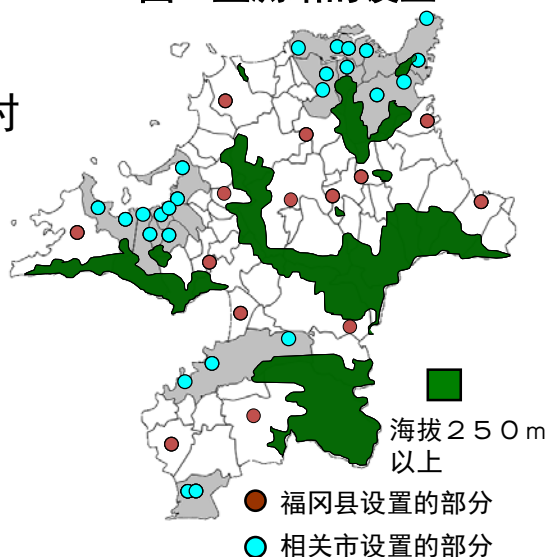 村
海拔２５０ｍ
以上
福冈县设置的部分
相关市设置的部分